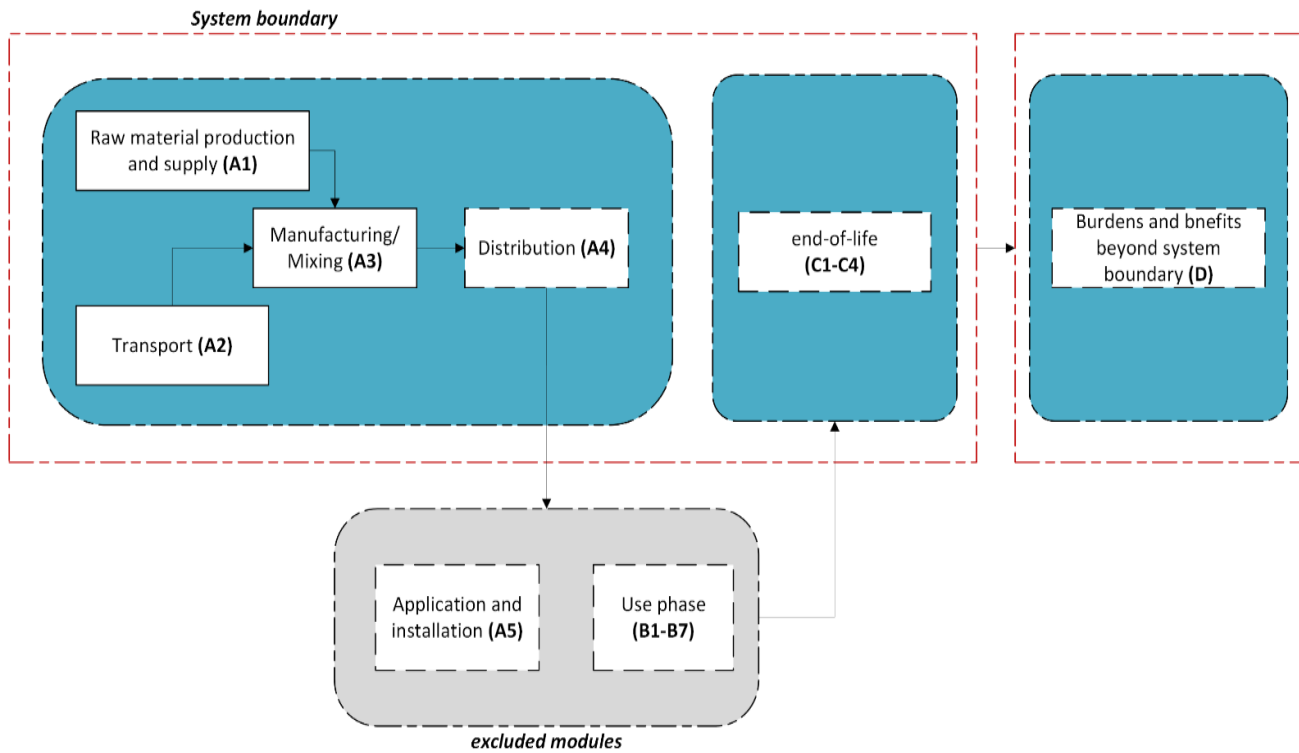 System boundary
Raw material production
and supply (A1)
Manufacturing/
Mixing (A3)
Distribution (A4)
Transport (A2)
end-of-life
(C1-C4)
Burdens and bnefits
beyond system
boundary (D)
Application and
installation (A5)
Use phase
(B1-B7)
excluded modules